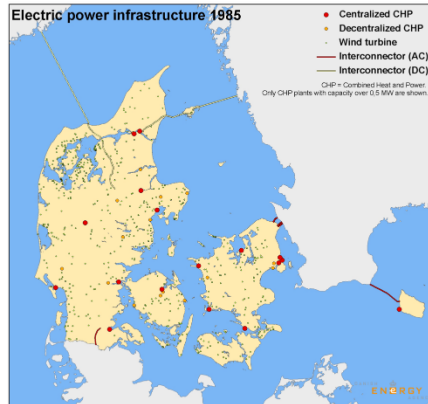 Electric power infrastructure 1985
Centralized CHP
Decentralized CHP
Wind turbine
Interconnector (AC)
Interconnector (DC)
CHP = Combined Heat and Power.
Only CHP plants with capacity over 0,5 MW are shown.
ENERGY